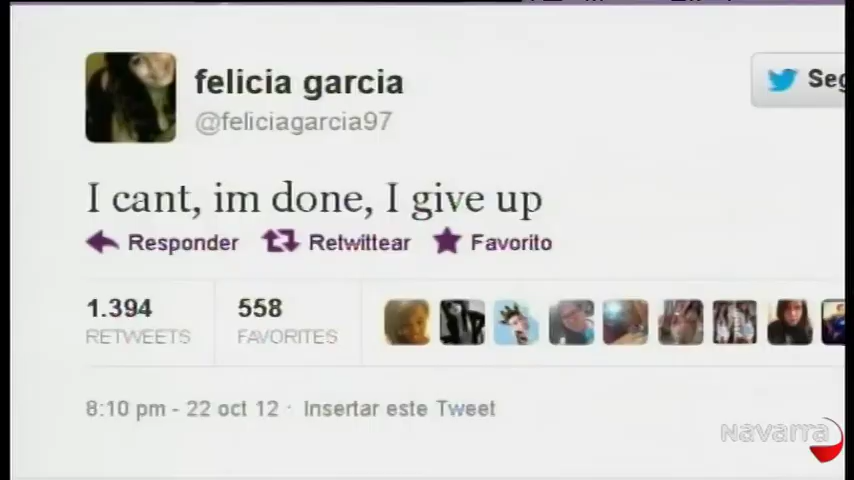 felicia garcia
@feliciagarcia97
I cant, im done, I give up
Responder Retwittear Favorito
1.394 558
RETWEETS FAVORITES
8:10 pm - 22 oct 12 · Insertar este Tweet
Navarra